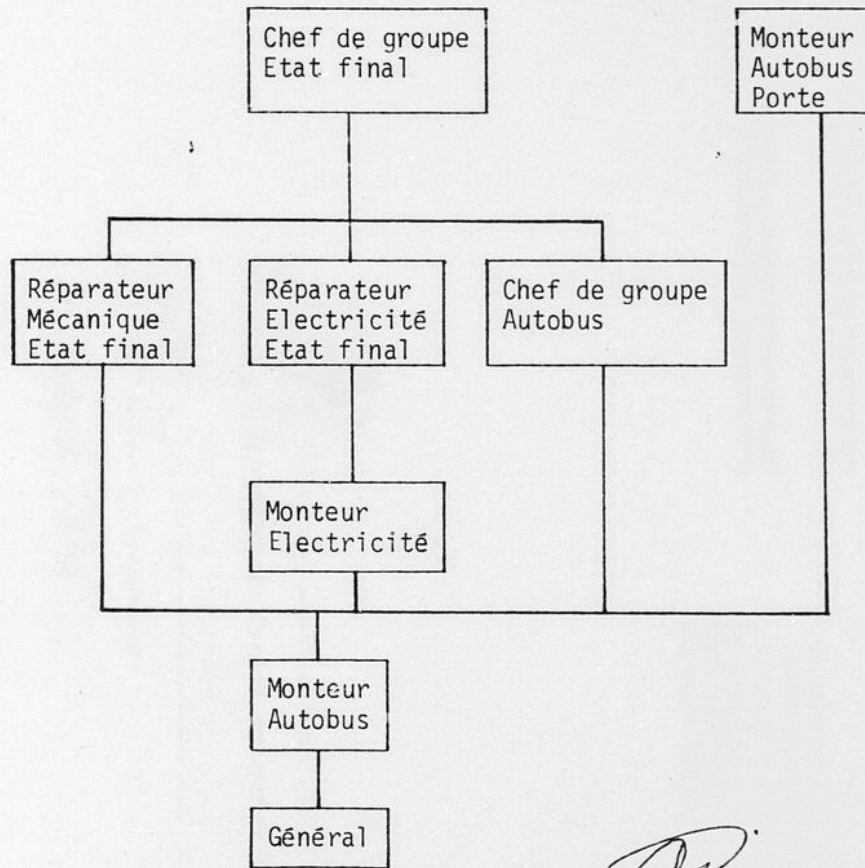 Chef de groupe
Etat final
Monteur
Autobus
Porte
Réparateur
Mécanique
Etat final
Réparateur
Electricité
Etat final
Chef de groupe
Autobus
Monteur
Electricité
Monteur
Autobus
Général